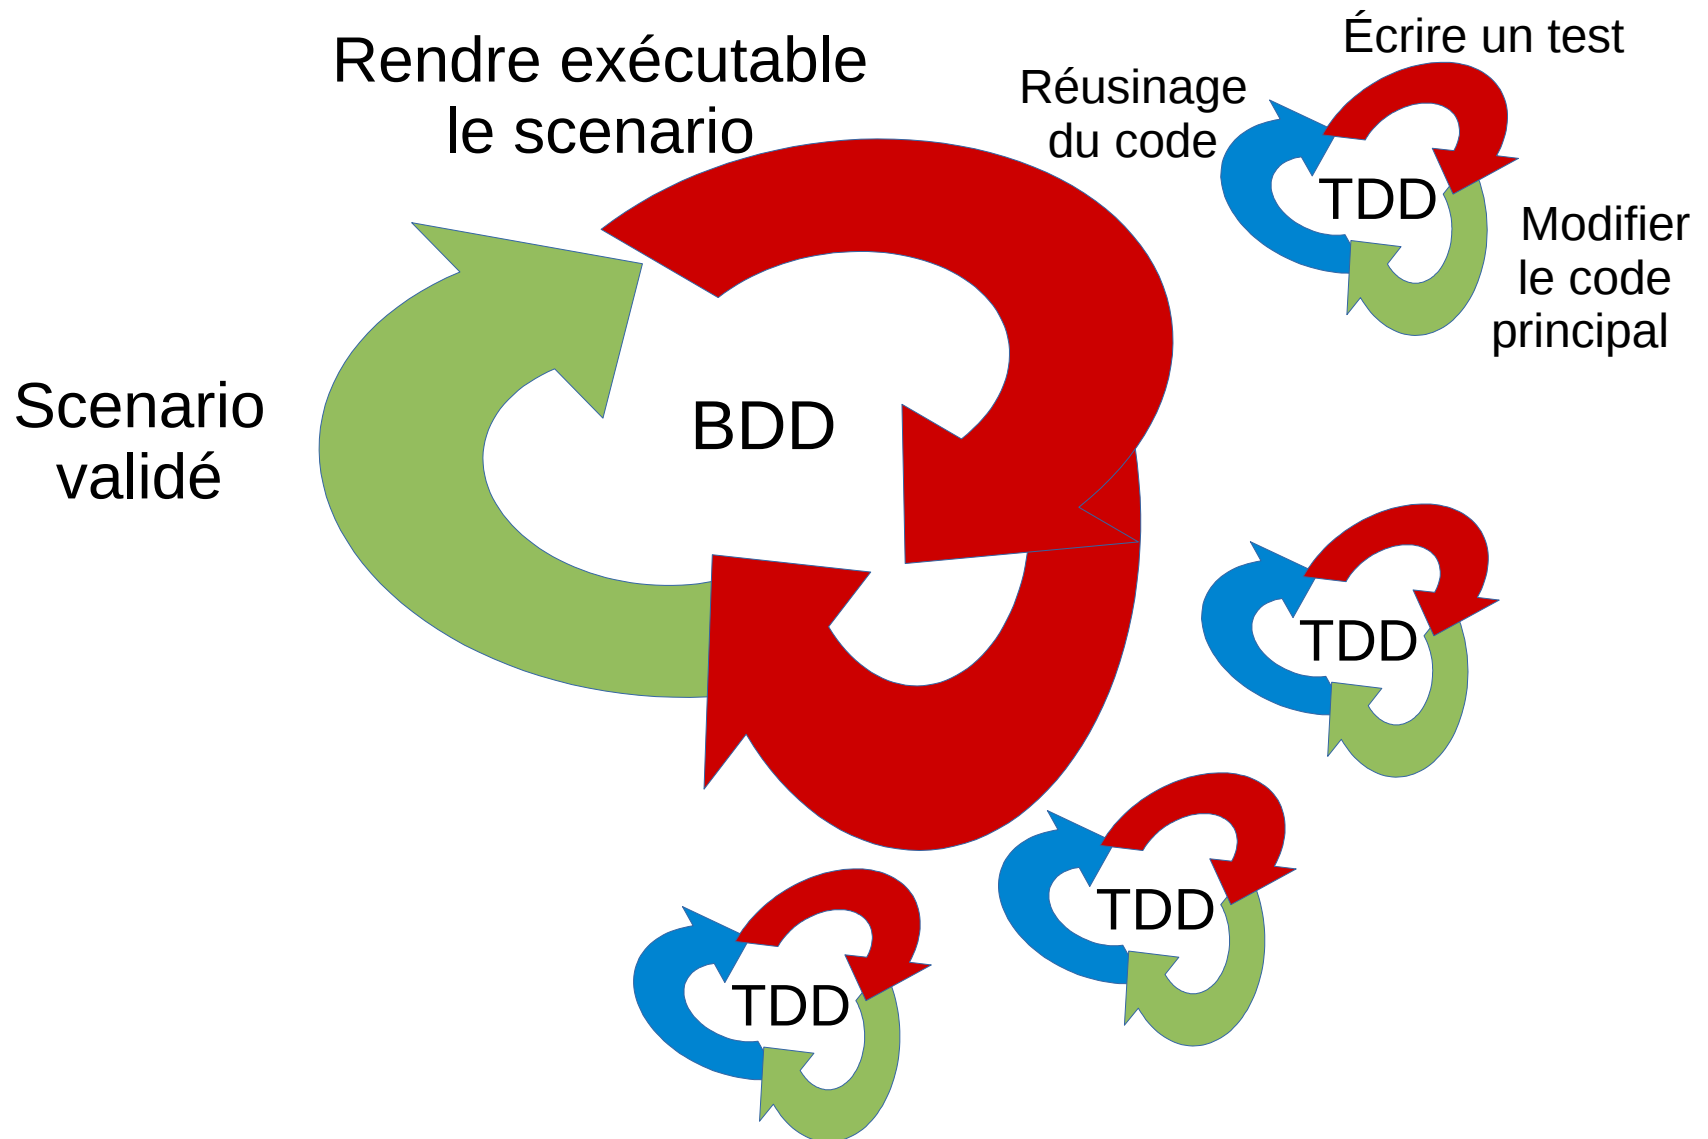 Rendre exécutable
le scenario
Écrire un test
Réusinage
du code
TDD
Modifier
le code
principal
Scenario
validé
BDD
TDD
TDD
TDD